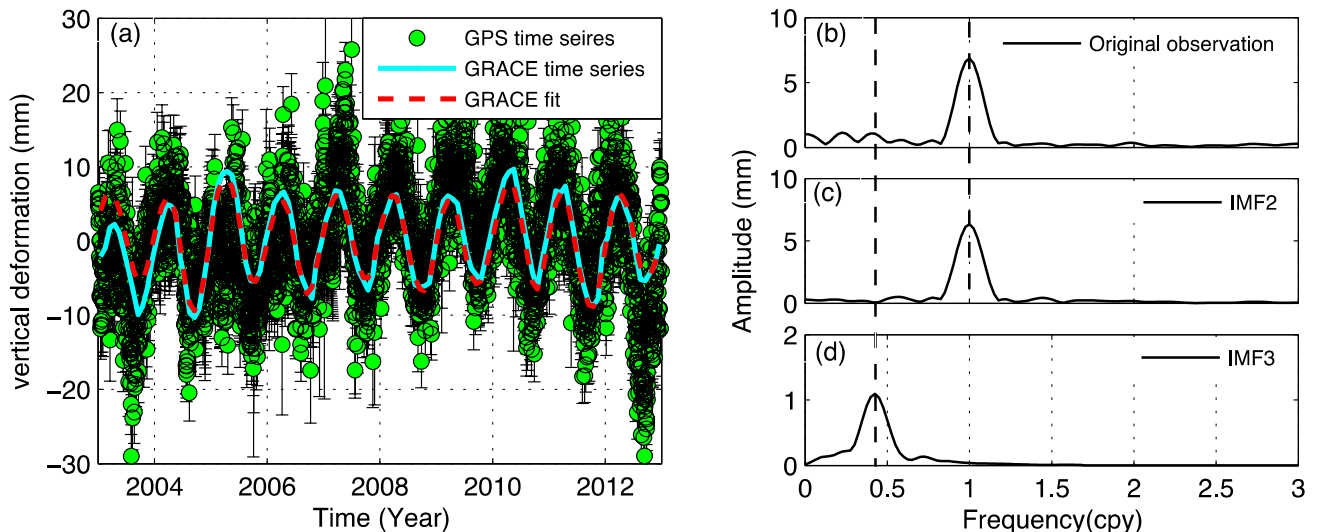 (a)
GPS time seires
GRACE time series
GRACE fit
30
20
10
0
−10
−20
−30
vertical deformation (mm)
2004
2006
2008
2010
2012
Time (Year)
(b)
Original observation
10
5
0
(c)
IMF2
10
5
0
(d)
IMF3
2
1
0
Amplitude (mm)
0
0.5
1
1.5
2
2.5
3
Frequency(cpy)